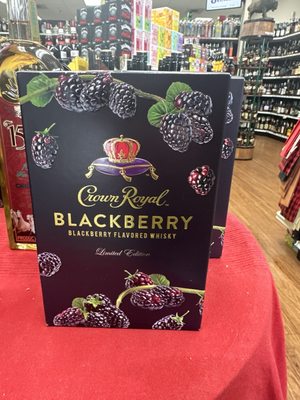 Crown Royal
BLACKBERRY
BLACKBERRY FLAVORED WHISKY
Limited Edition